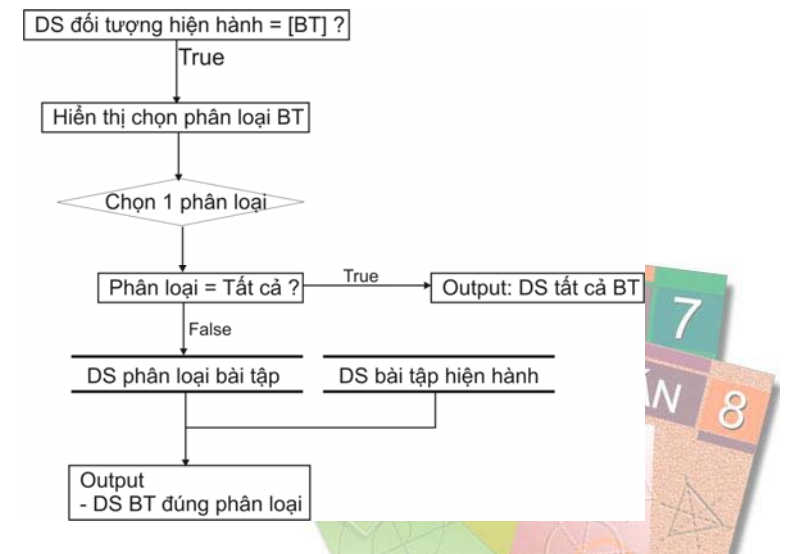 DS đối tượng hiện hành = [BT] ?
True
Hiển thị chọn phân loại BT
Chọn 1 phân loại
Phân loại = Tất cả ?
True
Output: DS tất cả BT
False
DS phân loại bài tập
DS bài tập hiện hành
Output
- DS BT đúng phân loại
7
ÁN 8